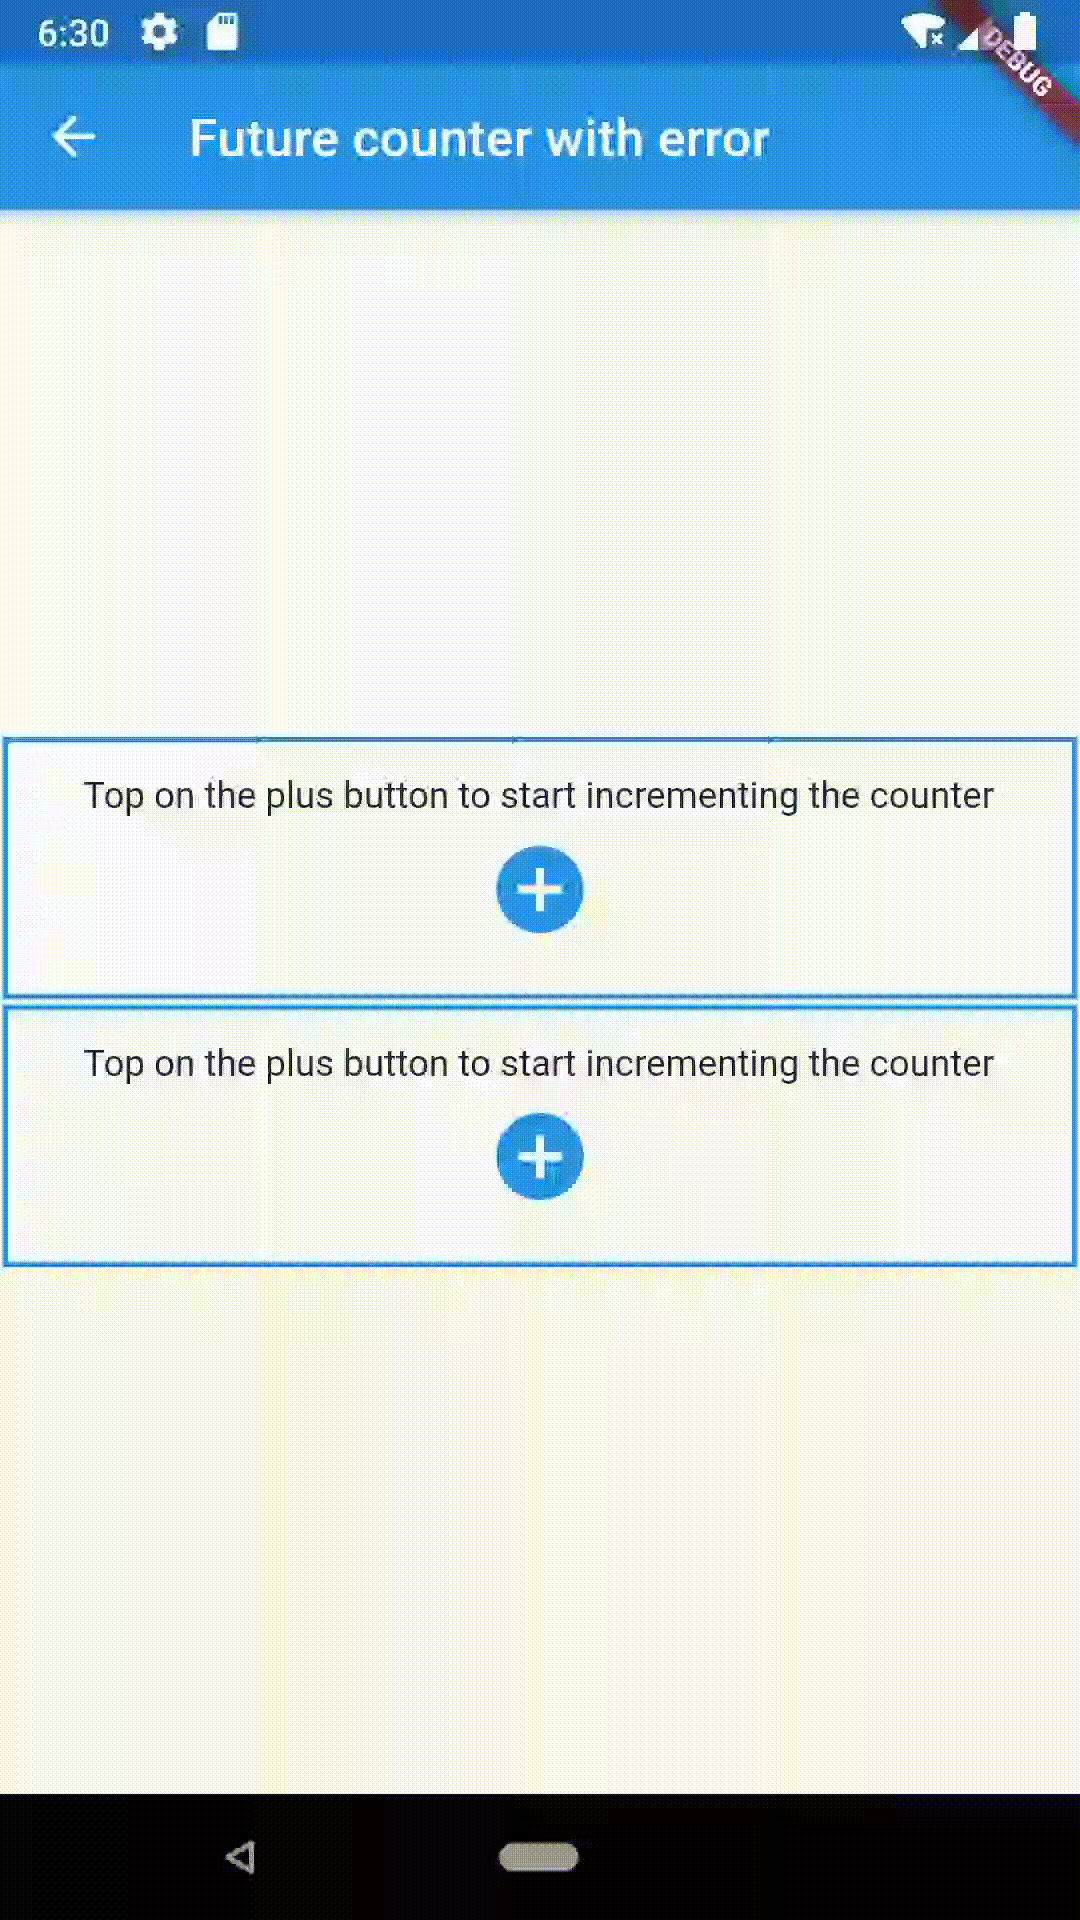 6:30
DEBUG
Future counter with error
Top on the plus button to start incrementing the counter
Top on the plus button to start incrementing the counter